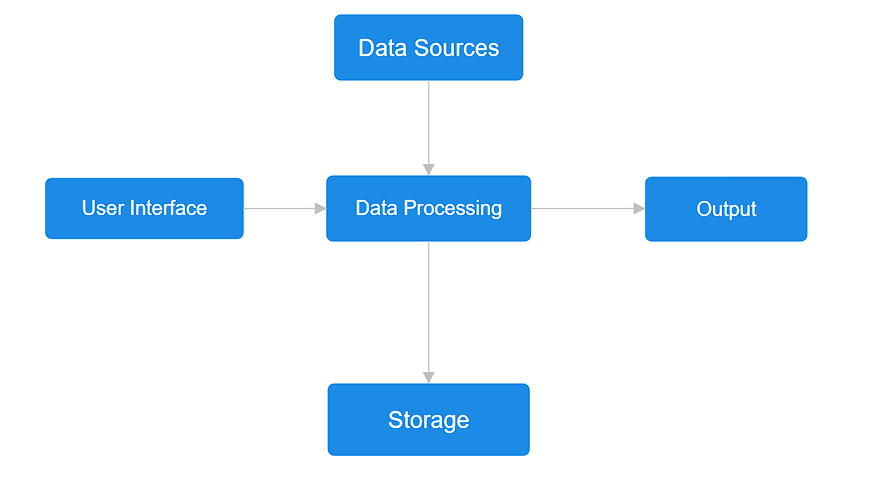 Data Sources
User Interface
Data Processing
Output
Storage